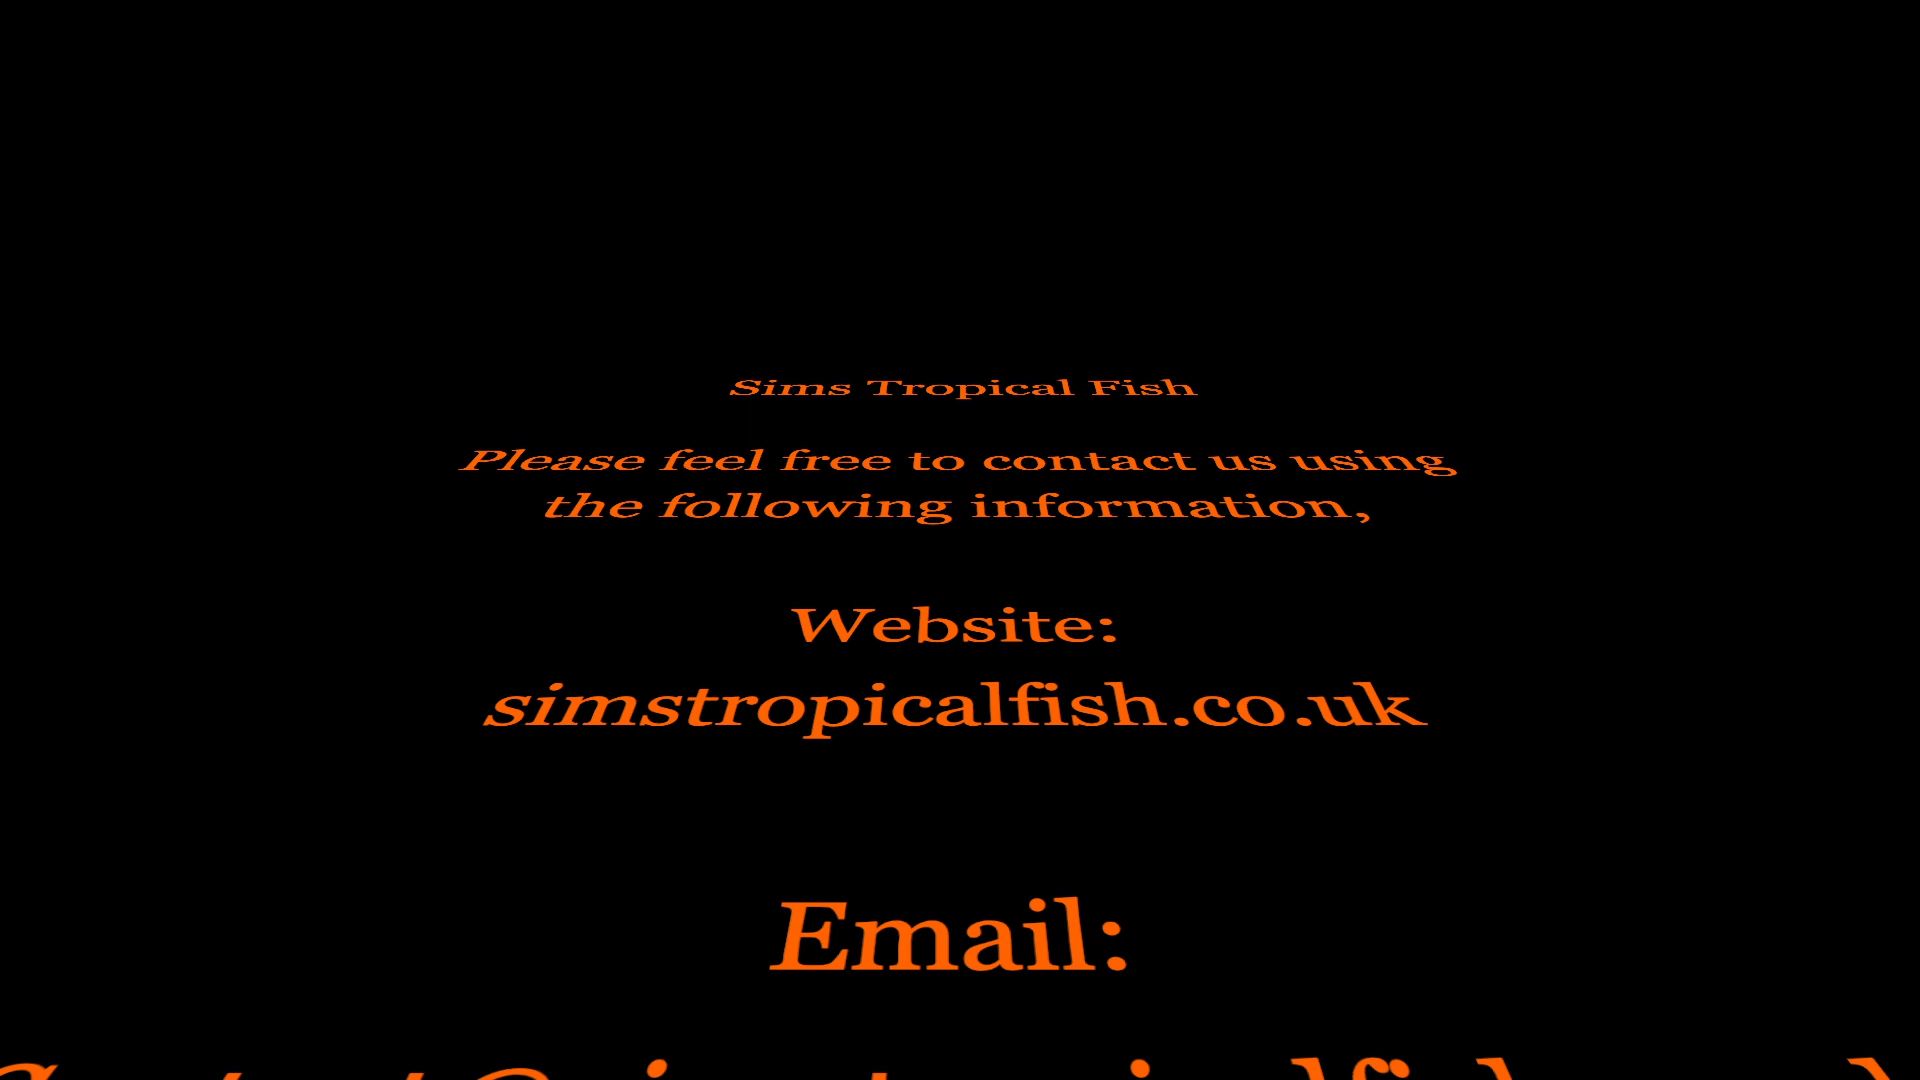 Sims Tropical Fish
Please feel free to contact us using
the following information,
Website:
simstropicalfish.co.uk
Email: